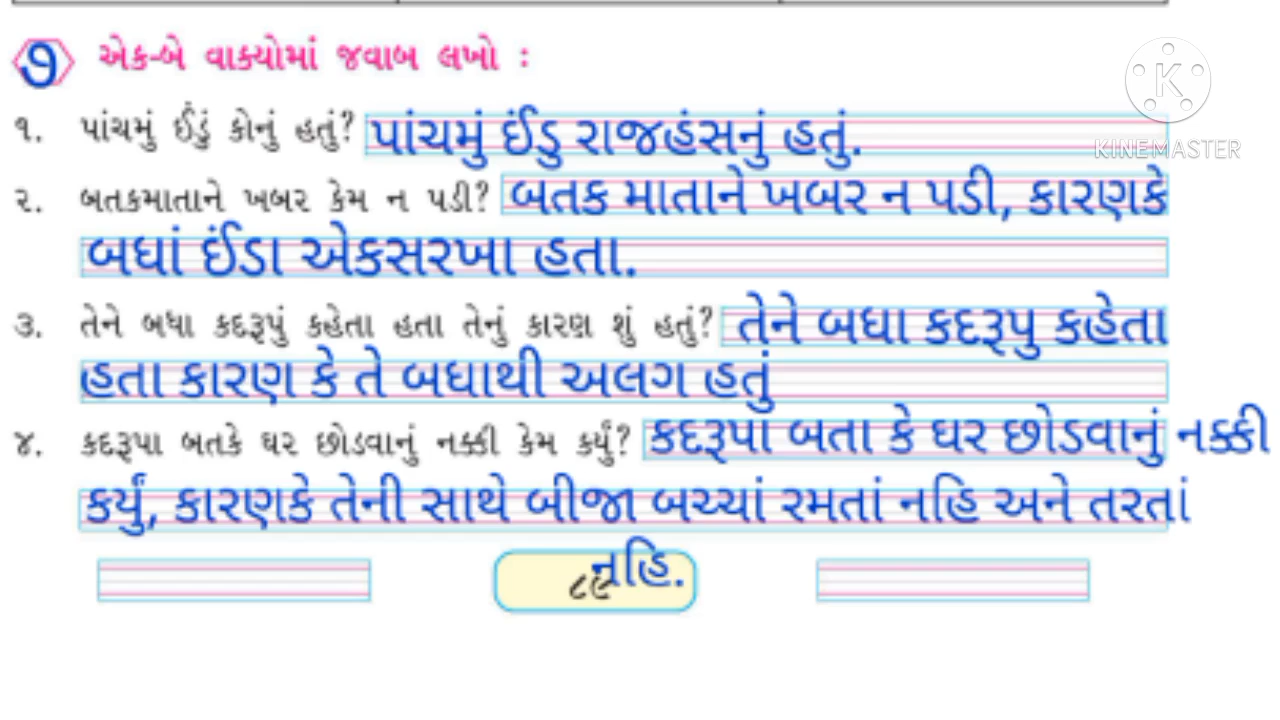 ૭ એક-બે વાક્યોમાં જવાબ લખો :
KINEMASTER
૧. પાંચમું ઈંડું કોનું હતું? પાંચમું ઈંડુ રાજહંસનું હતું.
૨. બતકમાતાને ખબર કેમ ન પડી? બતક માતાને ખબર ન પડી, કારણકે
બધાં ઈંડા એકસરખા હતા.
૩. તેને બધા કદરૂપું કહેતા હતા તેનું કારણ શું હતું? તેને બધા કદરૂપુ કહેતા
હતા કારણ કે તે બધાથી અલગ હતું
૪. કદરૂપા બતકે ઘર છોડવાનું નક્કી કેમ કર્યું? કદરૂપા બતા કે ઘર છોડવાનું નક્કી
કર્યું, કારણકે તેની સાથે બીજા બચ્ચાં રમતાં નહિ અને તરતાં
નહિ.
૮૯